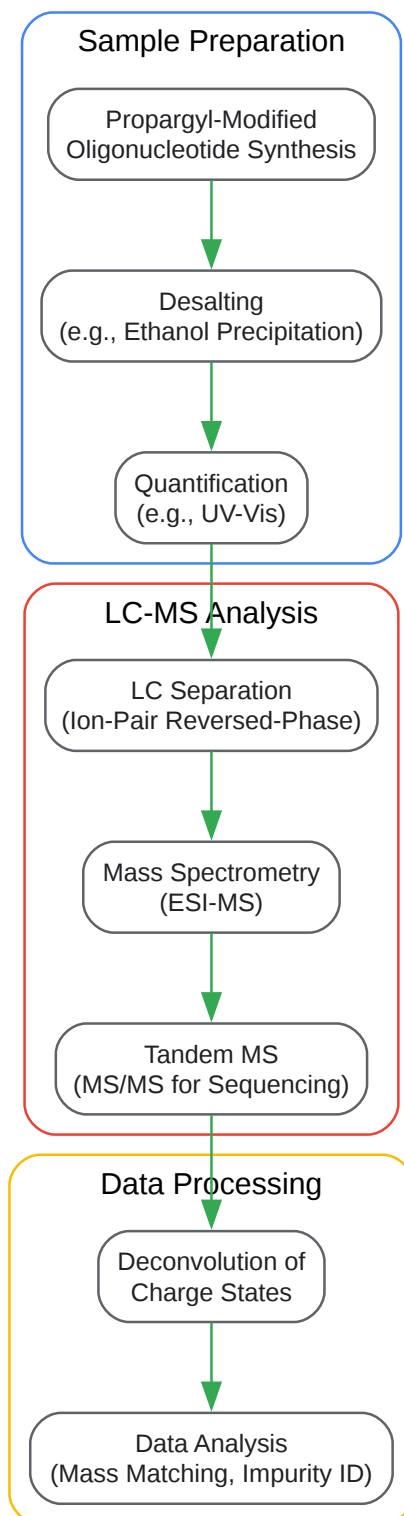 Sample Preparation
Propargyl-Modified
Oligonucleotide Synthesis
Desalting
(e.g., Ethanol Precipitation)
Quantification
(e.g., UV-Vis)
LC-MS Analysis
LC Separation
(Ion-Pair Reversed-Phase)
Mass Spectrometry
(ESI-MS)
Tandem MS
(MS/MS for Sequencing)
Data Processing
Deconvolution of
Charge States
Data Analysis
(Mass Matching, Impurity ID)